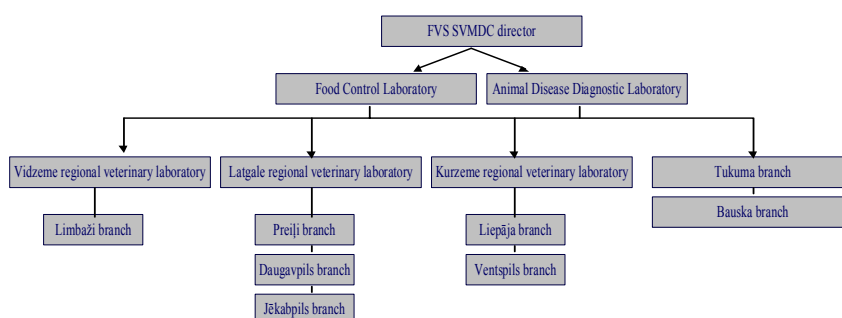 FVS SVMDC director
Food Control Laboratory
Animal Disease Diagnostic Laboratory
Vidzeme regional veterinary laboratory
Latgale regional veterinary laboratory
Kurzeme regional veterinary laboratory
Tukuma branch
Bauska branch
Limbaži branch
Preiļi branch
Liepāja branch
Daugavpils branch
Ventspils branch
Jēkabpils branch